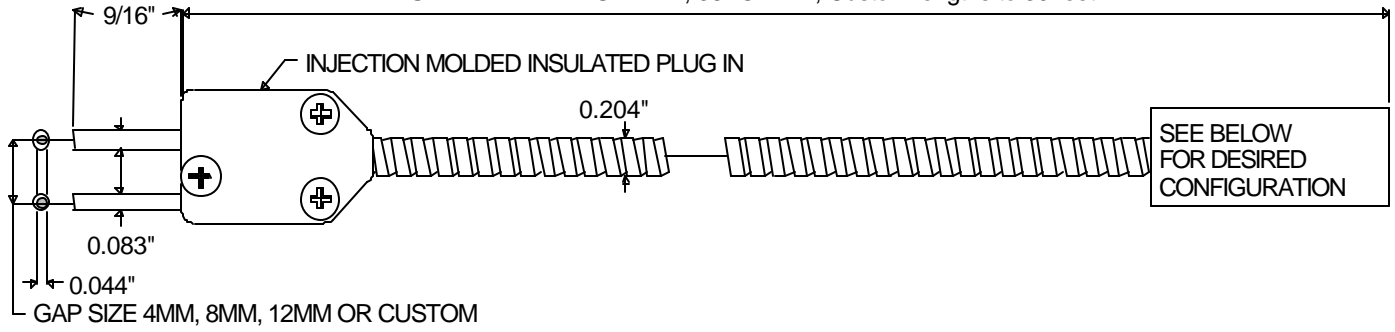 9/16"
INJECTION MOLDED INSULATED PLUG IN
0.204"
SEE BELOW
FOR DESIRED
CONFIGURATION
0.083"
0.044"
GAP SIZE 4MM, 8MM, 12MM OR CUSTOM